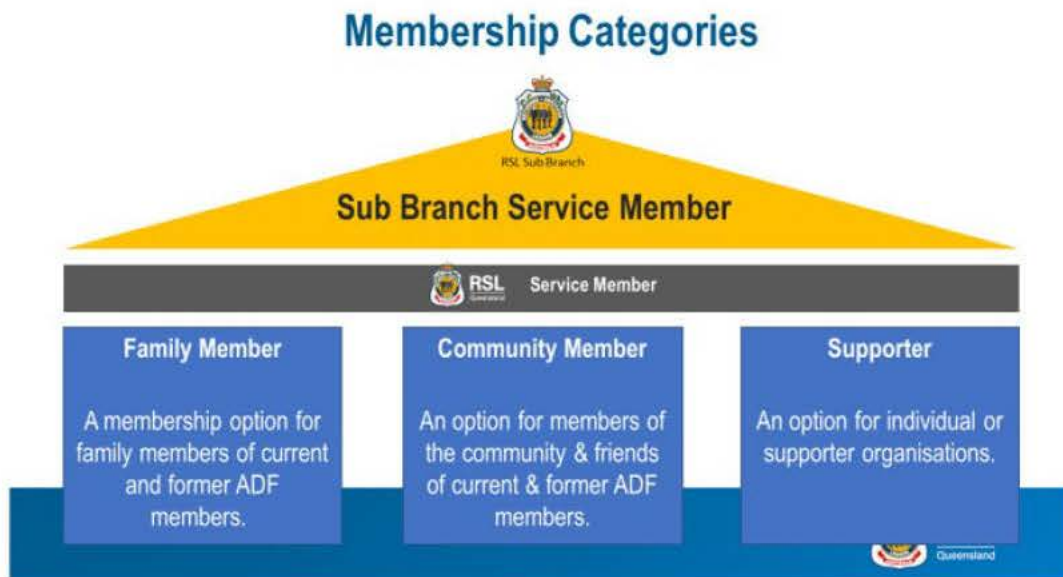 Membership Categories
RSL Sub Branch
Sub Branch Service Member
RSL
Queensland
Service Member
Family Member
A membership option for
family members of current
and former ADF
members.
Community Member
An option for members of
the community & friends
of current & former ADF
members.
Supporter
An option for individual or
supporter organisations.
Queensland